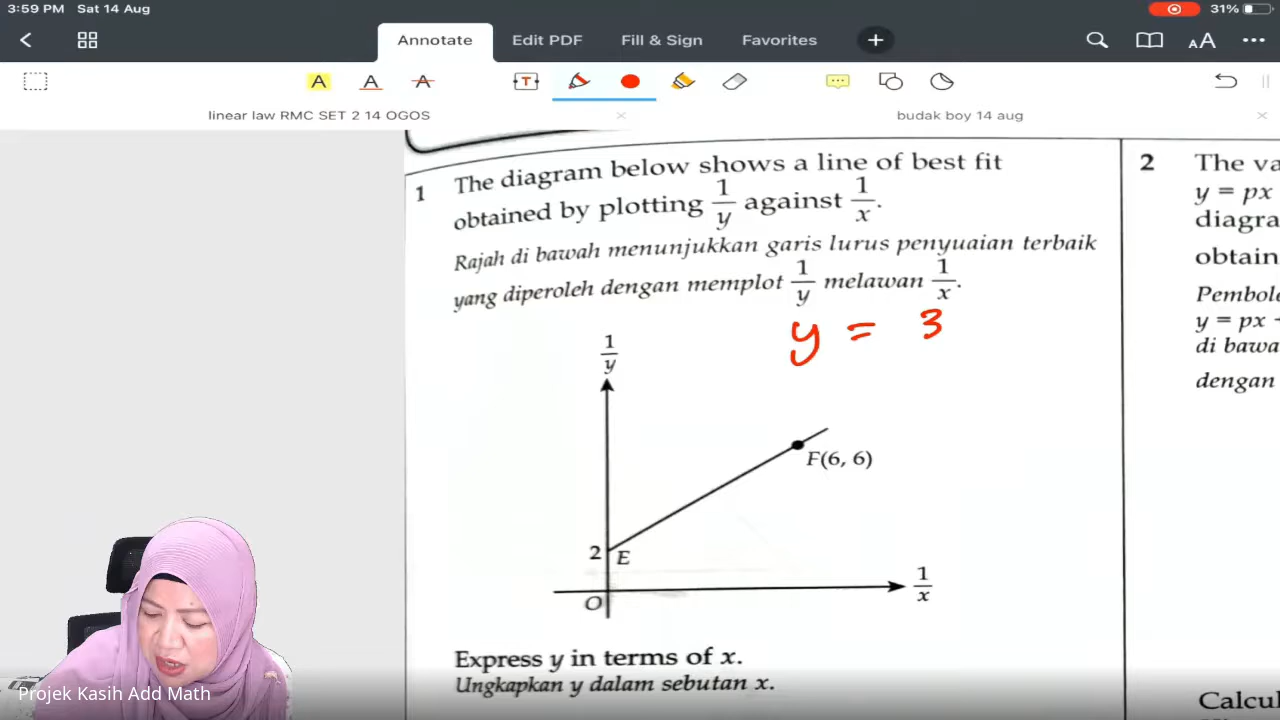 3:59 PM Sat 14 Aug
31%
Annotate
Edit PDF
Fill & Sign
Favorites
linear law RMC SET 2 14 OGOS
budak boy 14 aug
1 The diagram below shows a line of best fit
obtained by plotting 1/y against 1/x.
Rajah di bawah menunjukkan garis lurus penyuaian terbaik
yang diperoleh dengan memplot 1/y melawan 1/x.
y = 3
1/y
F(6, 6)
2 E
O
1/x
Express y in terms of x.
Ungkapkan y dalam sebutan x.
2 The va
y = px
diagra
obtain
Pembol
y = px +
di bawa
dengan
Calcul
Projek Kasih Add Math